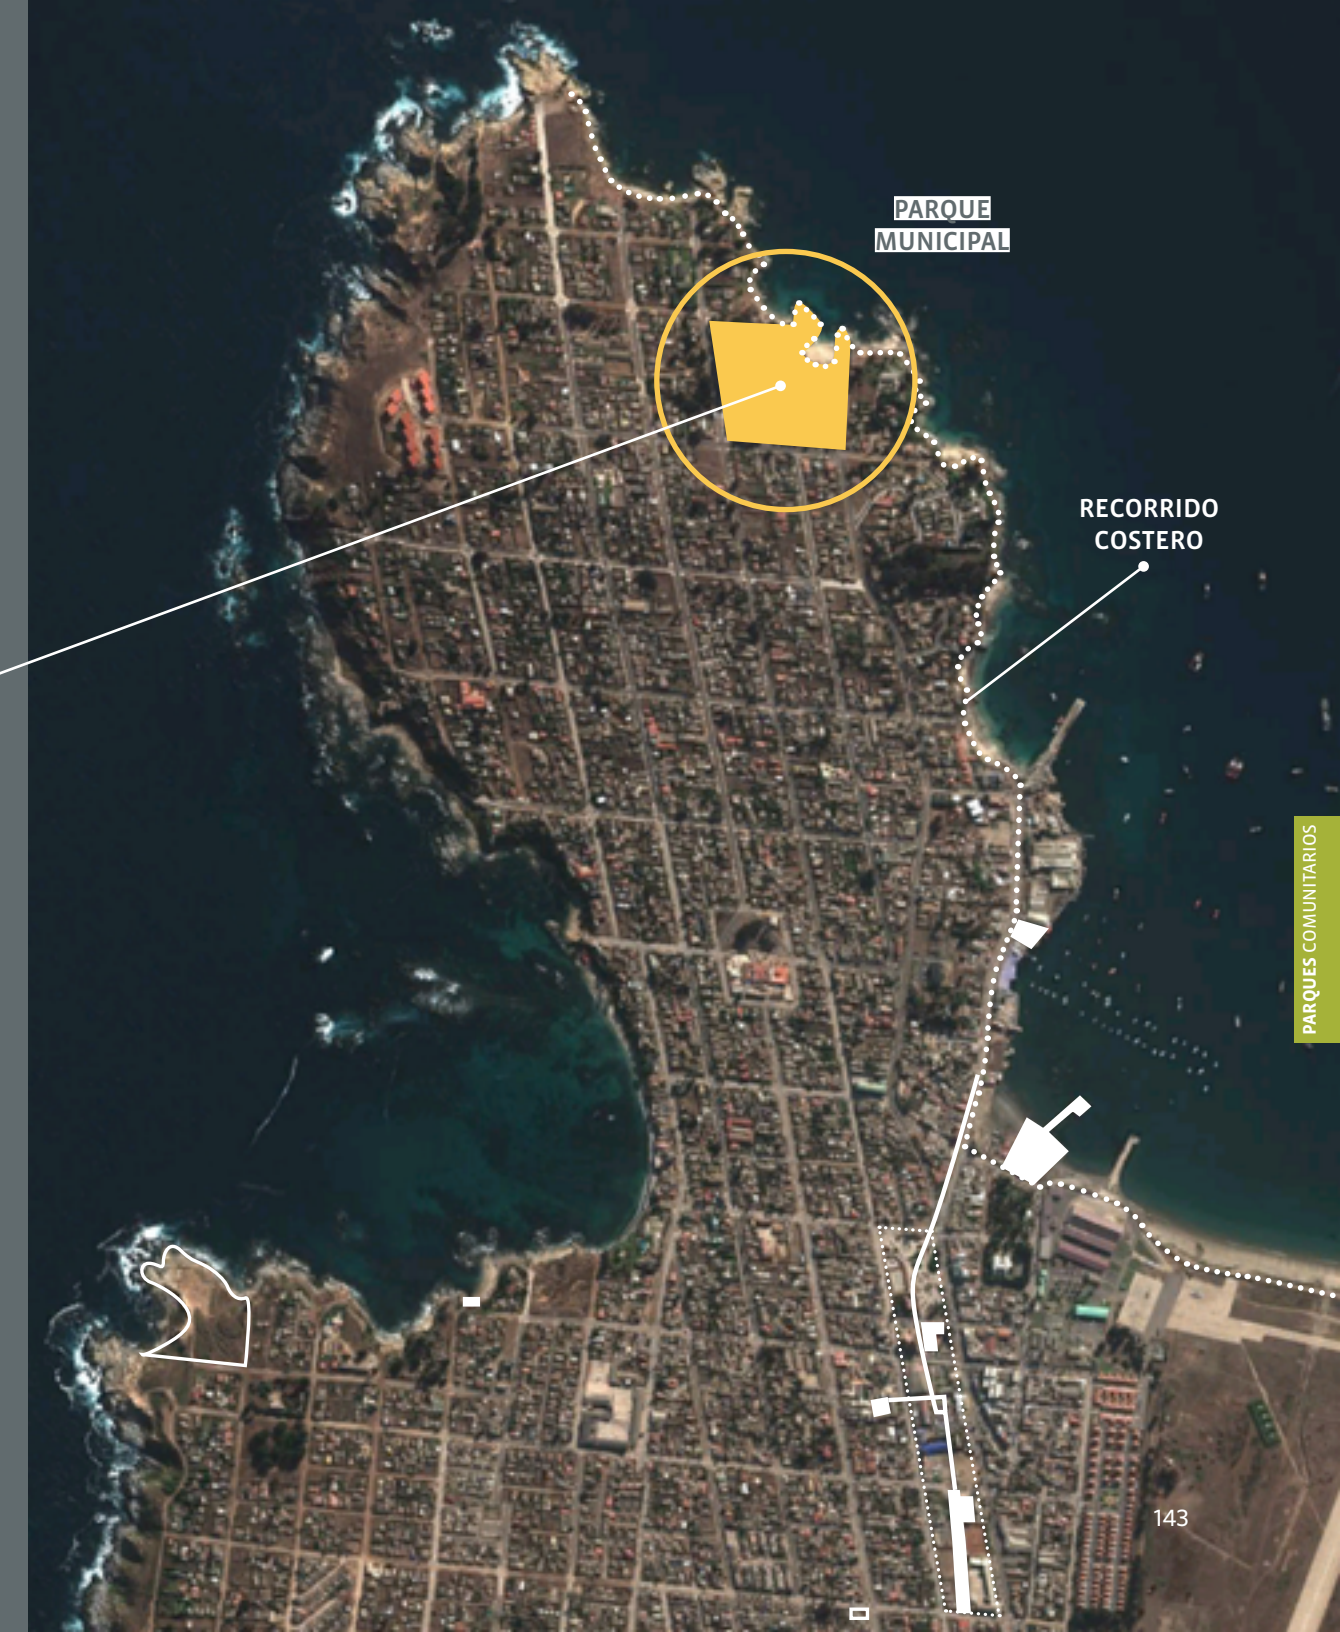 PARQUE
MUNICIPAL
RECORRIDO
COSTERO
PARQUES COMUNITARIOS
143